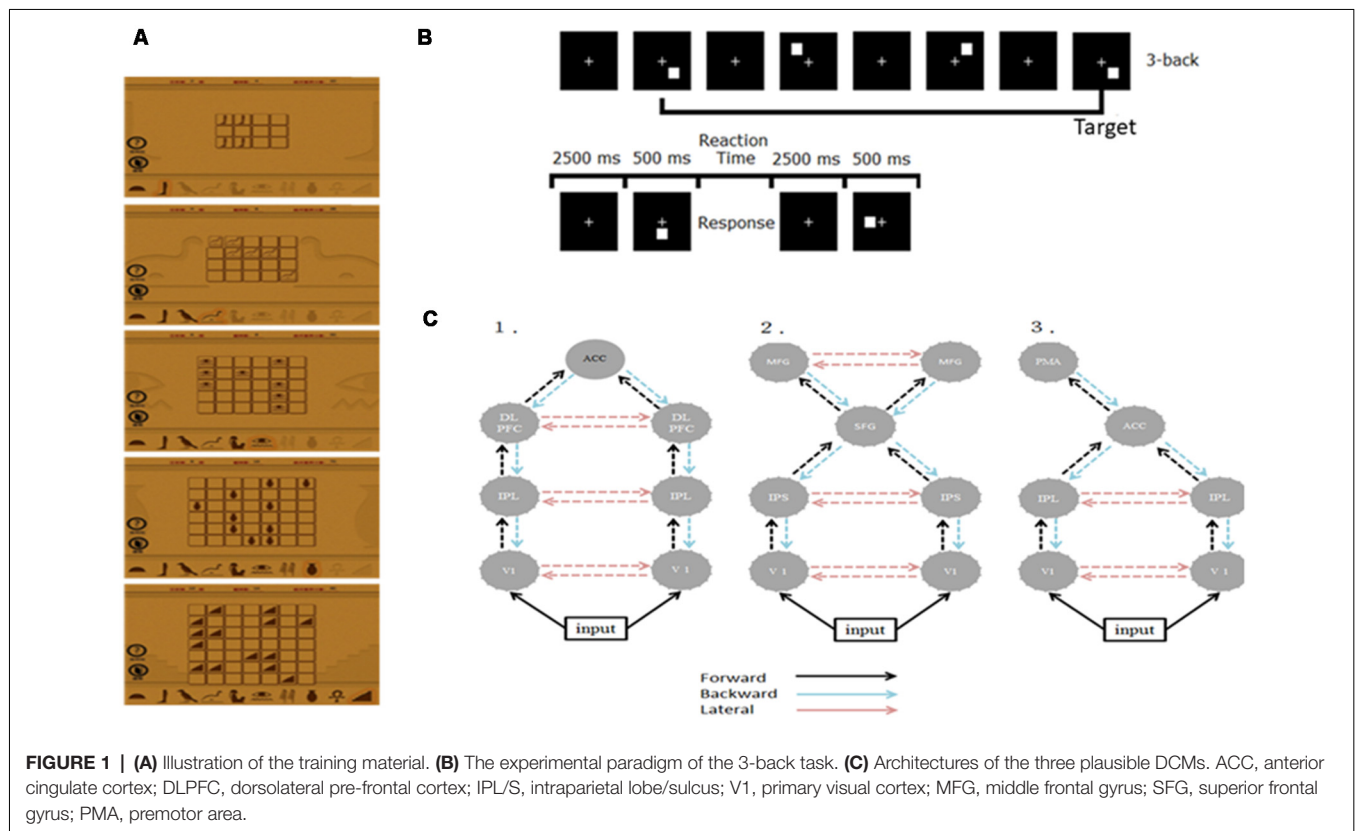 A
B
3-back
Target
Reaction
Time
2500 ms 500 ms 2500 ms 500 ms
Response
C
1.
ACC
DL
PFC
DL
PFC
IPL
IPL
V1
V 1
input
2.
MFG
MFG
SFG
IPS
IPS
V 1
V1
input
3.
PMA
ACC
IPL
IPL
V1
V 1
input
Forward
Backward
Lateral
FIGURE 1 | (A) Illustration of the training material. (B) The experimental paradigm of the 3-back task. (C) Architectures of the three plausible DCMs. ACC, anterior
cingulate cortex; DLPFC, dorsolateral pre-frontal cortex; IPL/S, intraparietal lobe/sulcus; V1, primary visual cortex; MFG, middle frontal gyrus; SFG, superior frontal
gyrus; PMA, premotor area.